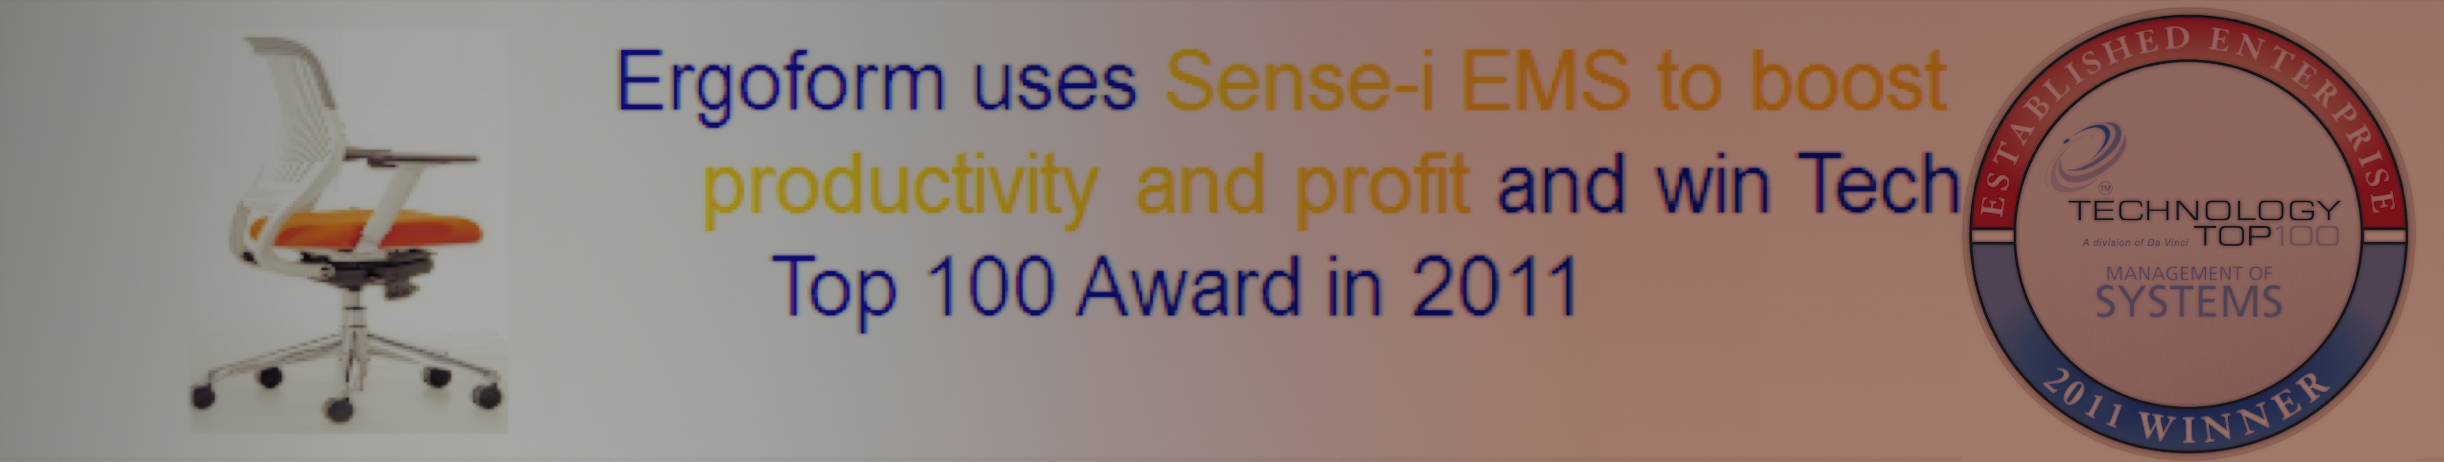 Ergoform uses Sense-i EMS to boost
productivity and profit and win Tech
Top 100 Award in 2011
ESTABLISHED ENTERPRISE
TM
TECHNOLOGY
A division of Da Vinci TOP100
MANAGEMENT OF
SYSTEMS
2011 WINNER